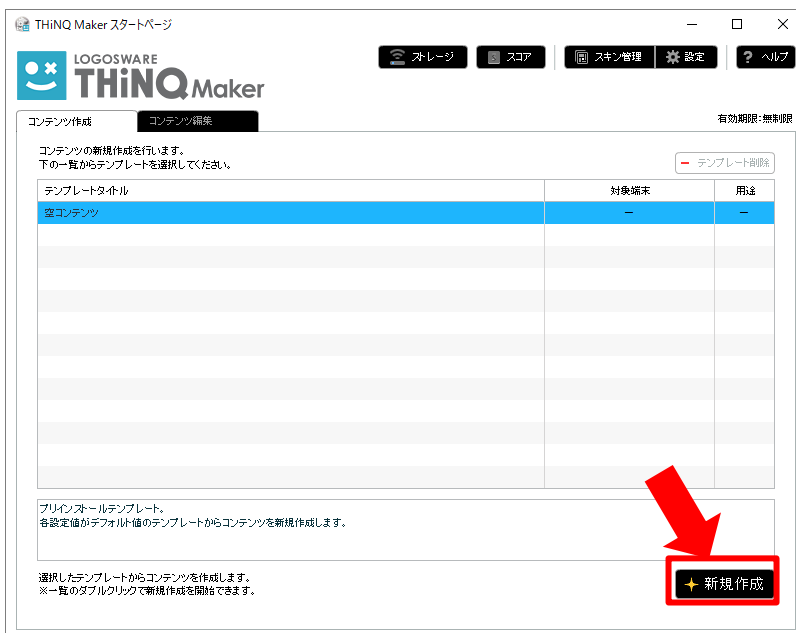 THiNQ Maker スタートページ
LOGOSWARE
THiNQ Maker
ストレージ
スコア
スキン管理
設定
? ヘルプ
コンテンツ作成
コンテンツ編集
有効期限:無制限
コンテンツの新規作成を行います。
下の一覧からテンプレートを選択してください。
テンプレート削除
テンプレートタイトル 対象端末 用途
空コンテンツ ー ー
プリインストールテンプレート。
各設定値がデフォルト値のテンプレートからコンテンツを新規作成します。
選択したテンプレートからコンテンツを作成します。
※一覧のダブルクリックで新規作成を開始できます。
新規作成